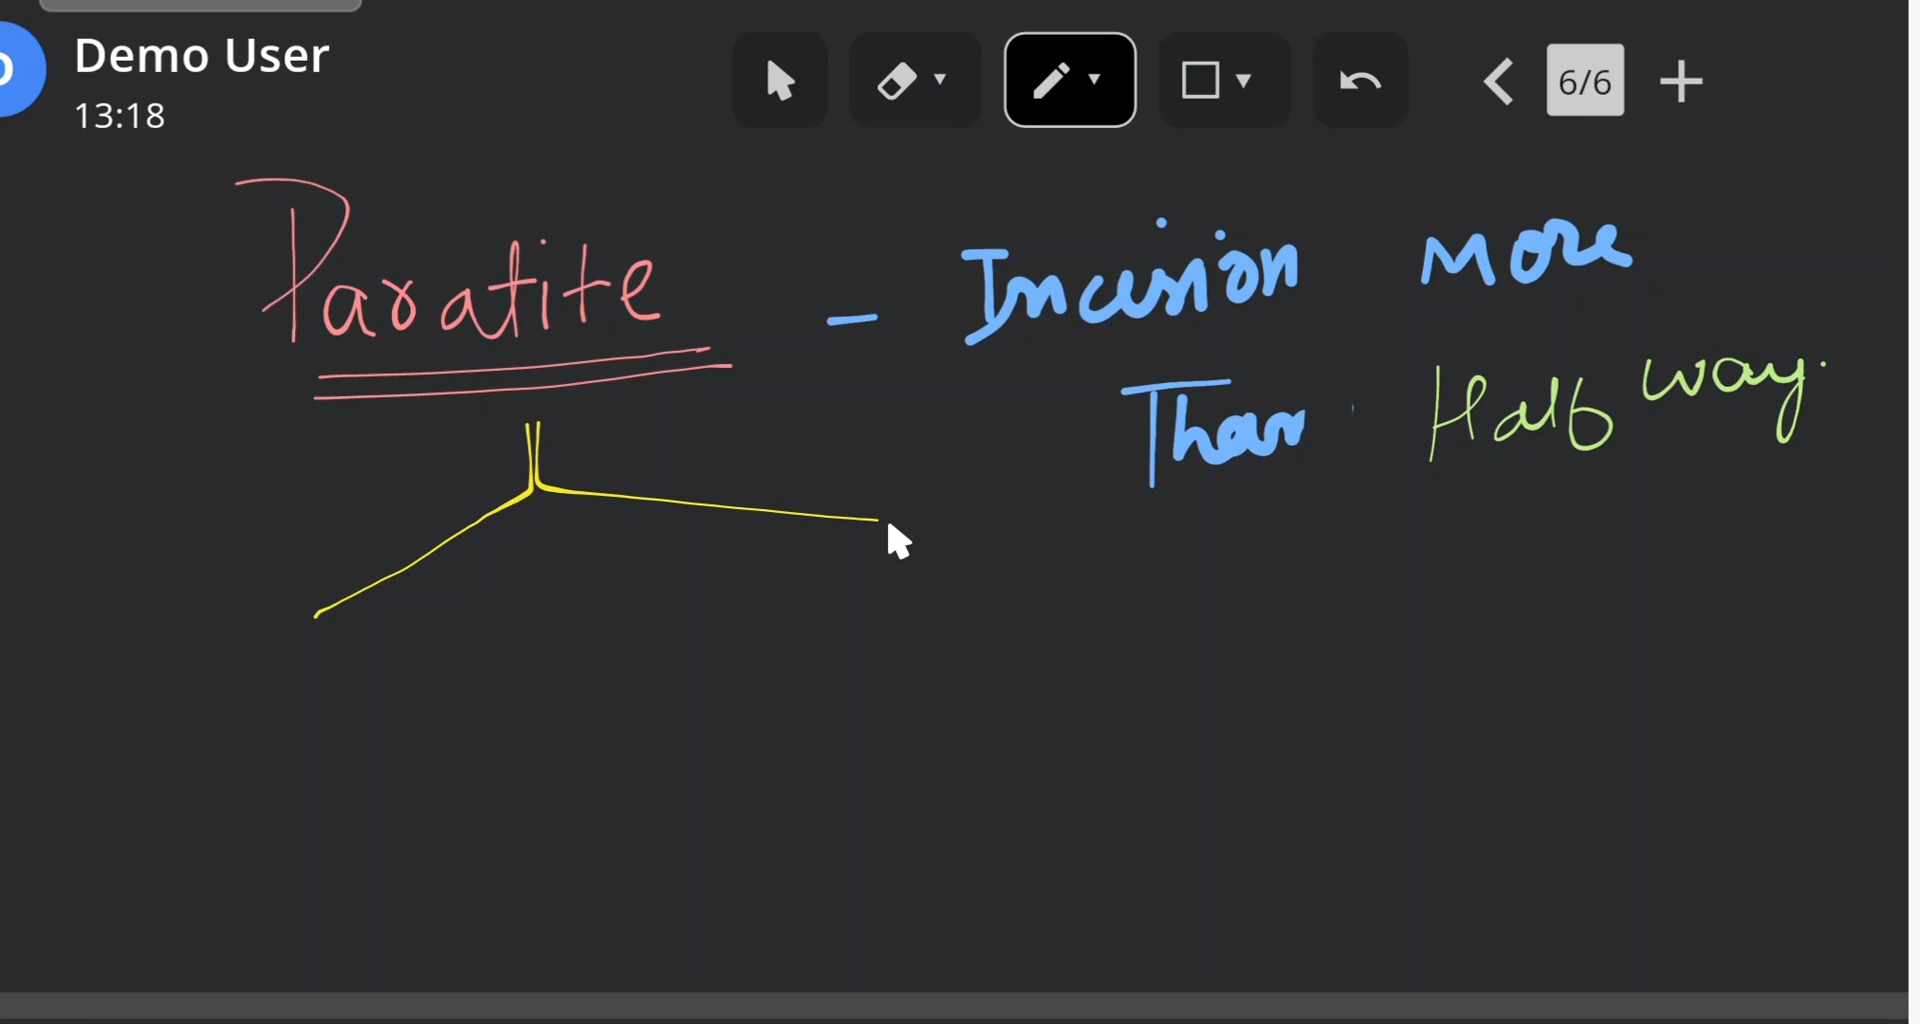 Demo User
13:18
6/6
Paratite - Incision More
Than Half way.